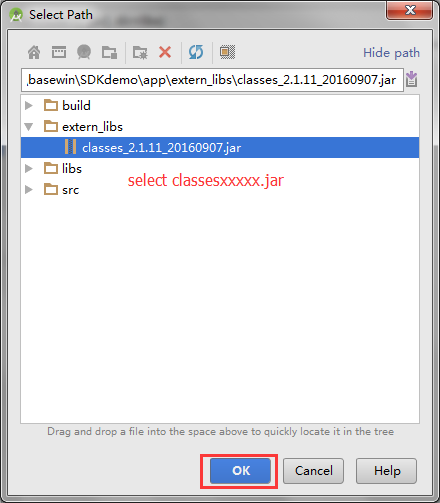 Select Path
Hide path
.basewin\SDKdemo\app\extern_libs\classes_2.1.11_20160907.jar
build
extern_libs
classes_2.1.11_20160907.jar
libs
select classesxxxxx.jar
src
Drag and drop a file into the space above to quickly locate it in the tree
OK
Cancel
Help